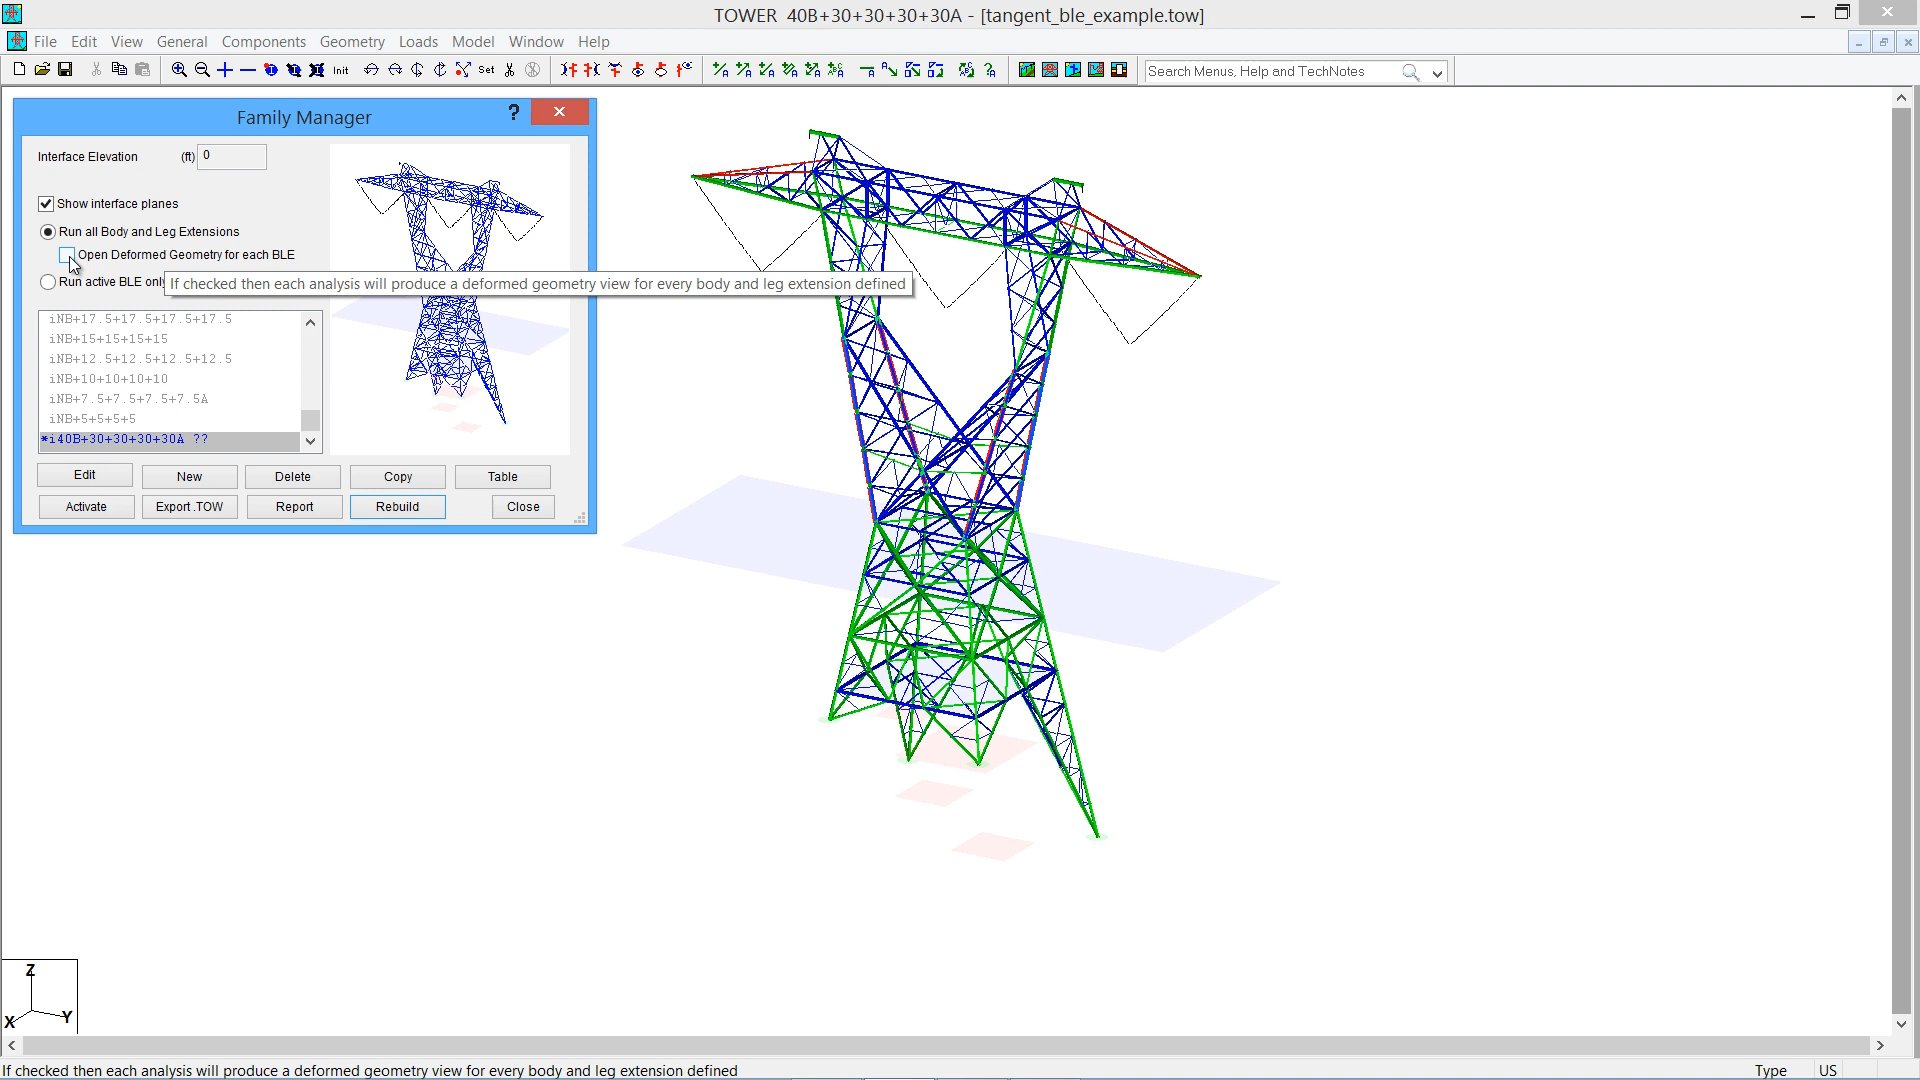 TOWER 40B+30+30+30+30A - [tangent_ble_example.tow]
File Edit View General Components Geometry Loads Model Window Help
Init Set Search Menus, Help and TechNotes
Family Manager ?
Interface Elevation (ft) 0
Show interface planes
Run all Body and Leg Extensions
Open Deformed Geometry for each BLE
Run active BLE only
If checked then each analysis will produce a deformed geometry view for every body and leg extension defined
iNB+17.5+17.5+17.5+17.5
iNB+15+15+15+15
iNB+12.5+12.5+12.5+12.5
iNB+10+10+10+10
iNB+7.5+7.5+7.5+7.5A
iNB+5+5+5+5
*i40B+30+30+30+30A ??
Edit New Delete Copy Table
Activate Export .TOW Report Rebuild Close
Z
X Y
If checked then each analysis will produce a deformed geometry view for every body and leg extension defined
Type US